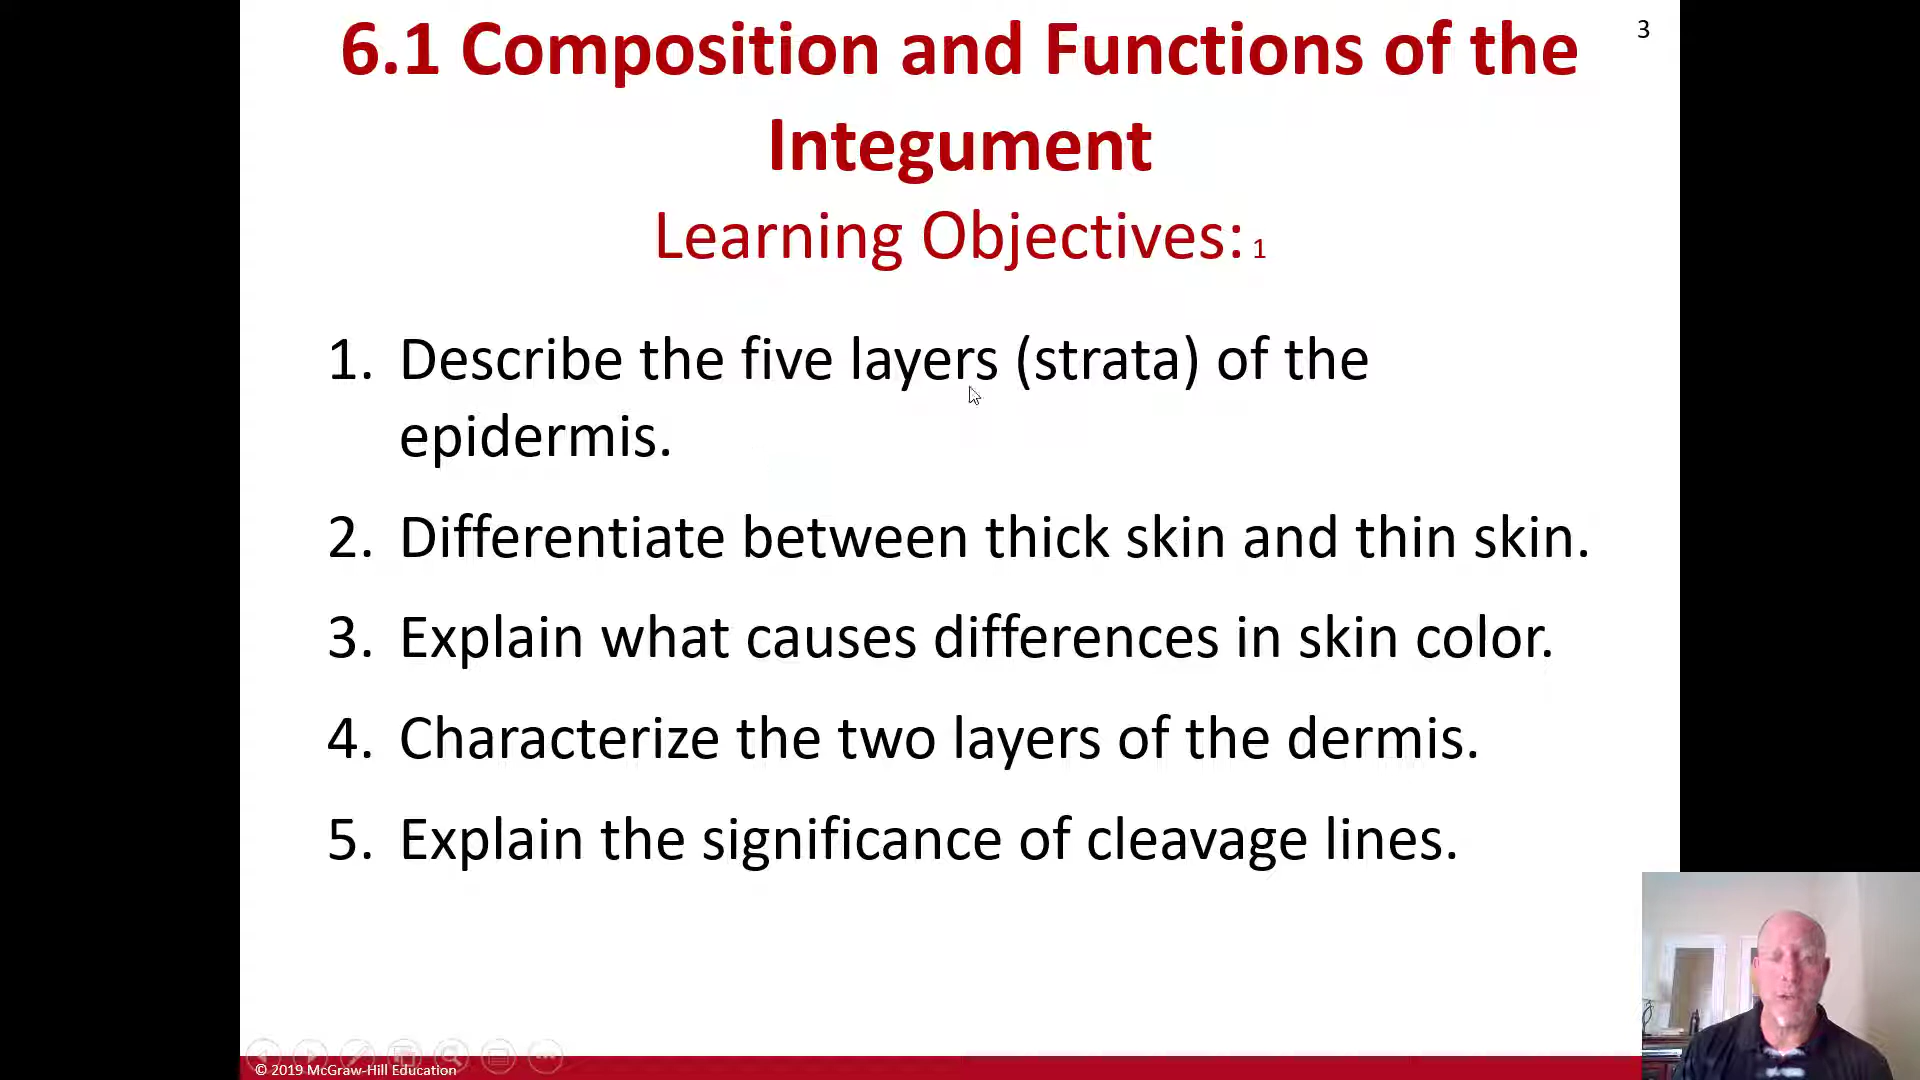 6.1 Composition and Functions of the
3
Integument
Learning Objectives: 1
1. Describe the five layers (strata) of the
epidermis.
2. Differentiate between thick skin and thin skin.
3. Explain what causes differences in skin color.
4. Characterize the two layers of the dermis.
5. Explain the significance of cleavage lines.
© 2019 McGraw-Hill Education